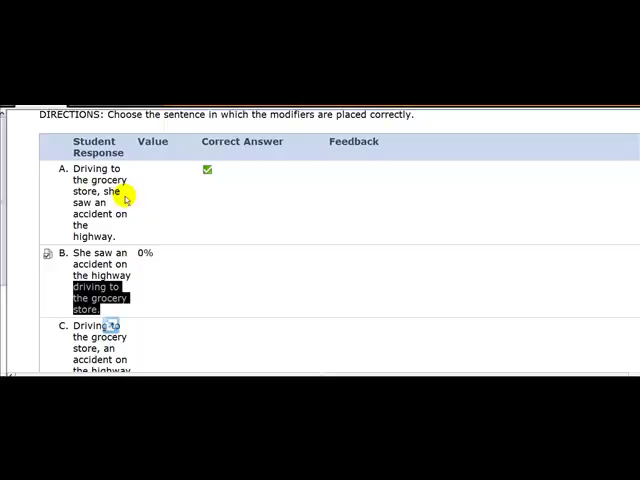 DIRECTIONS: Choose the sentence in which the modifiers are placed correctly.
Student Response Value Correct Answer Feedback
A. Driving to
the grocery
store, she
saw an
accident on
the
highway.
B. She saw an 0%
accident on
the highway
driving to
the grocery
store.
C. Driving to
the grocery
store, an
accident on
the highway